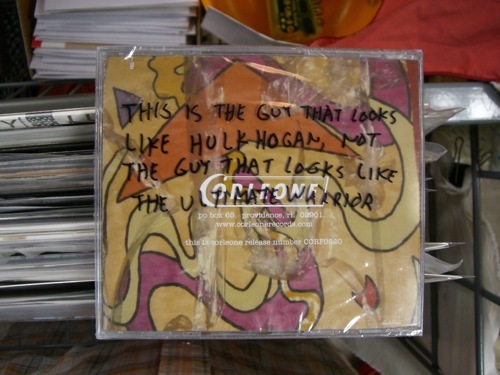 THIS IS THE GUY THAT LOOKS
LIKE HULK HOGAN, NOT
THE GUY THAT LOOKS LIKE
THE ULTIMATE WARRIOR
CORLEONE
po box 68. providence, ri. 02901.
www.corleonerecords.com
this is corleone release number